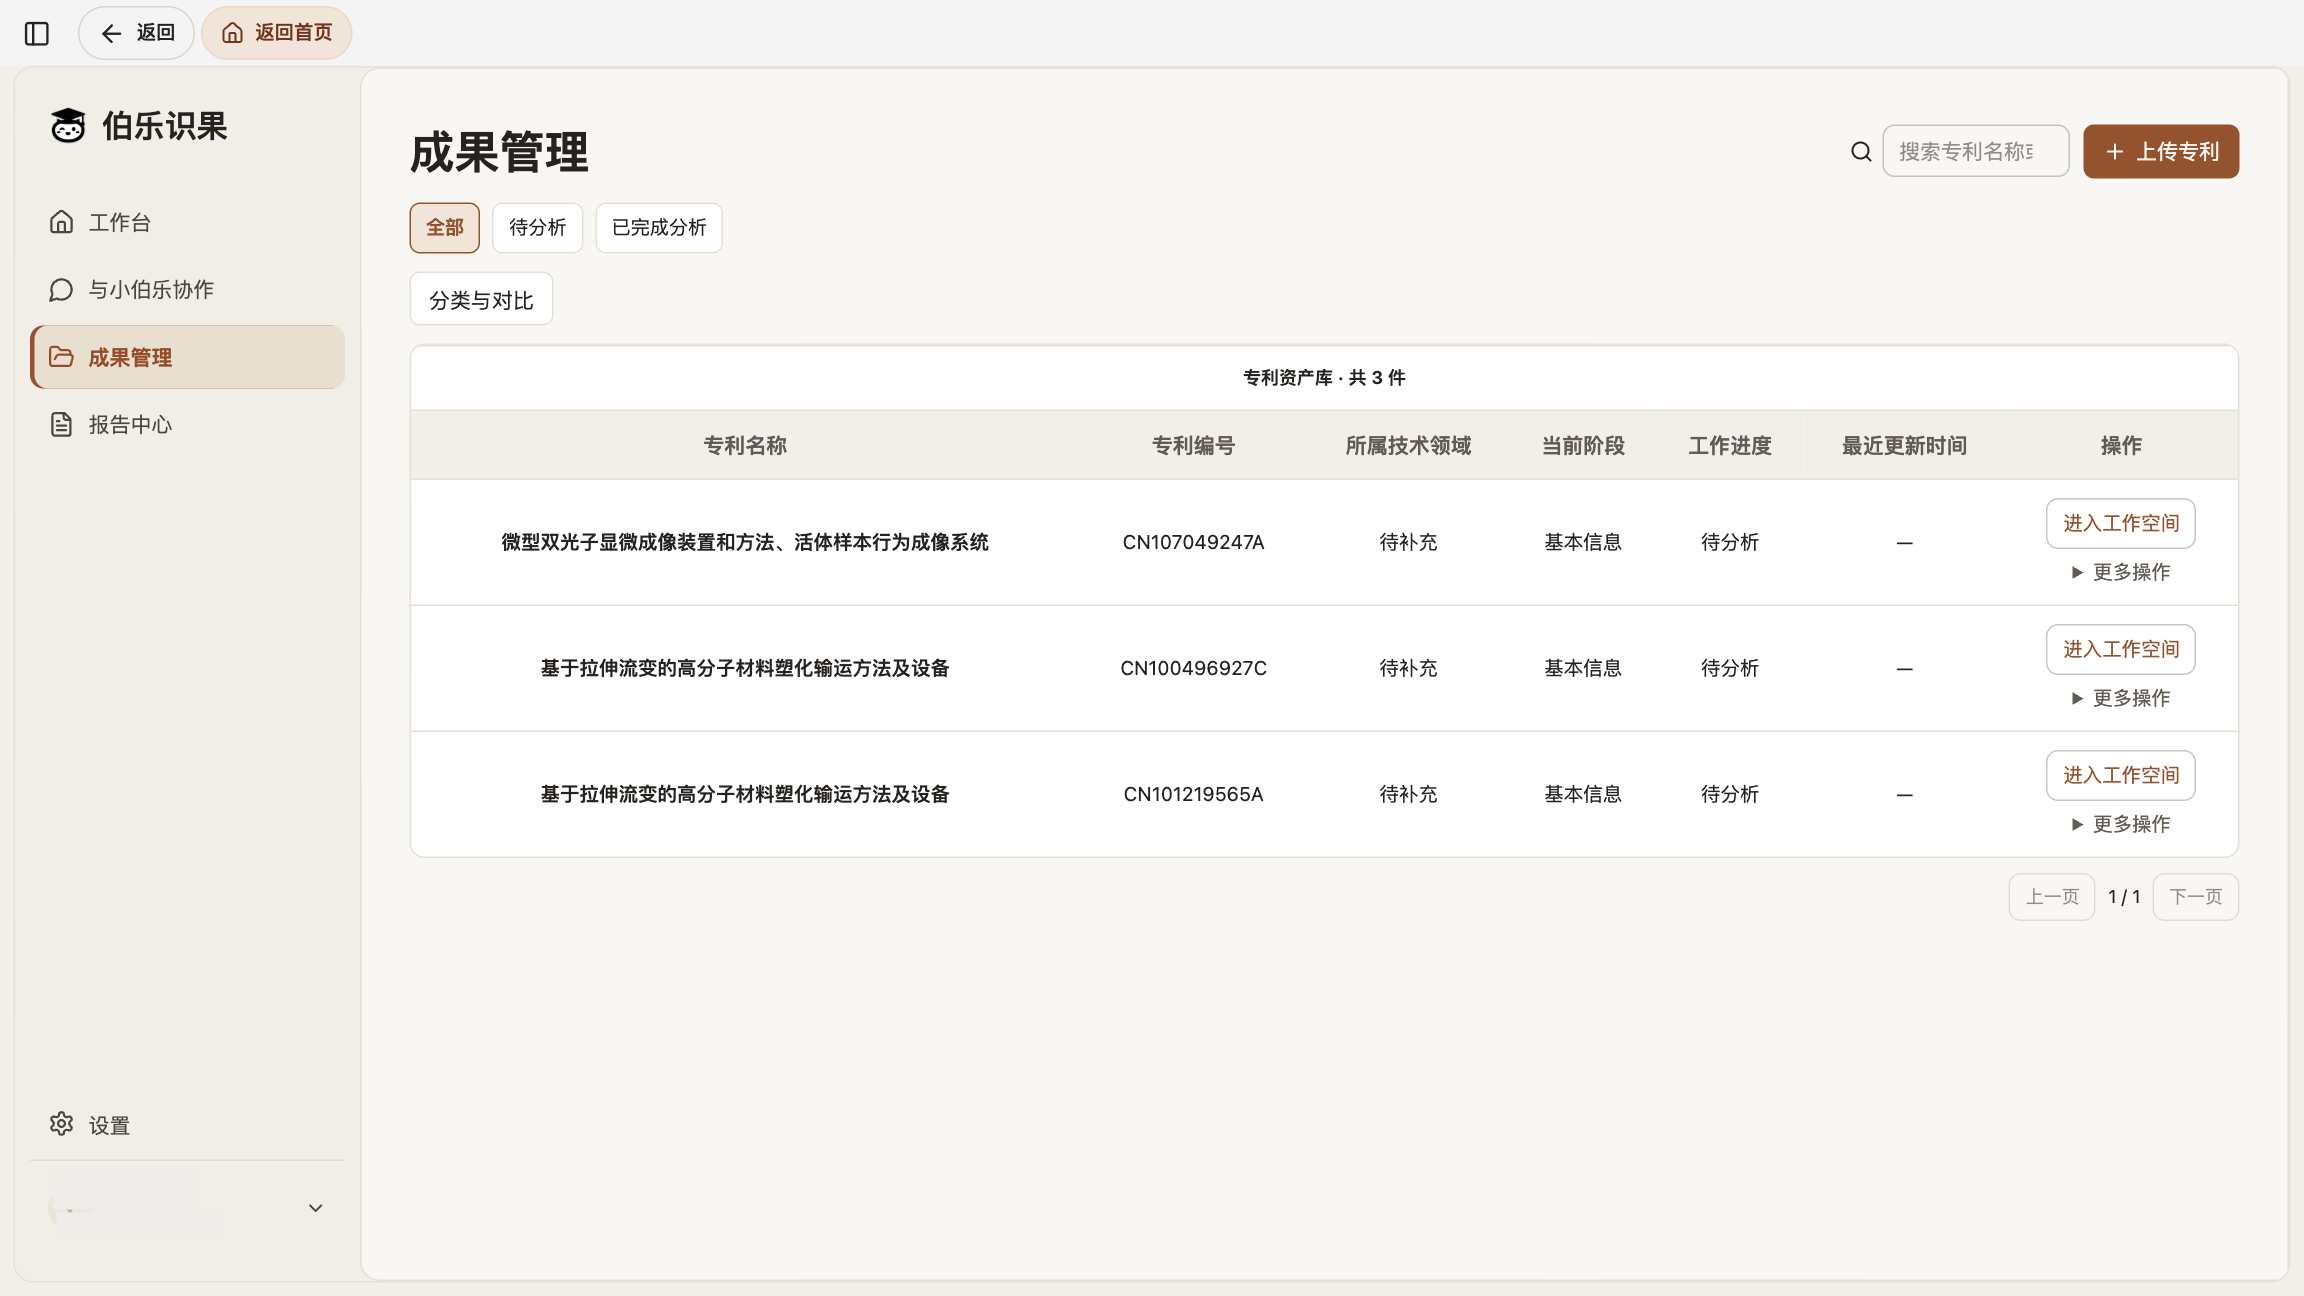 返回
返回首页
伯乐识果
工作台
与小伯乐协作
成果管理
报告中心
设置
成果管理
搜索专利名称
上传专利
全部
待分析
已完成分析
分类与对比
专利资产库 · 共 3 件
专利名称 专利编号 所属技术领域 当前阶段 工作进度 最近更新时间 操作
微型双光子显微成像装置和方法、活体样本行为成像系统 CN107049247A 待补充 基本信息 待分析 — 进入工作空间
更多操作
基于拉伸流变的高分子材料塑化输运方法及设备 CN100496927C 待补充 基本信息 待分析 — 进入工作空间
更多操作
基于拉伸流变的高分子材料塑化输运方法及设备 CN101219565A 待补充 基本信息 待分析 — 进入工作空间
更多操作
上一页 1 / 1 下一页